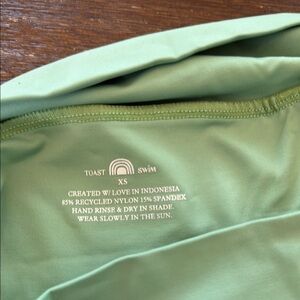 TOAST SWIM
XS
CREATED W/ LOVE IN INDONESIA
85% RECYCLED NYLON 15% SPANDEX
HAND RINSE & DRY IN SHADE.
WEAR SLOWLY IN THE SUN.